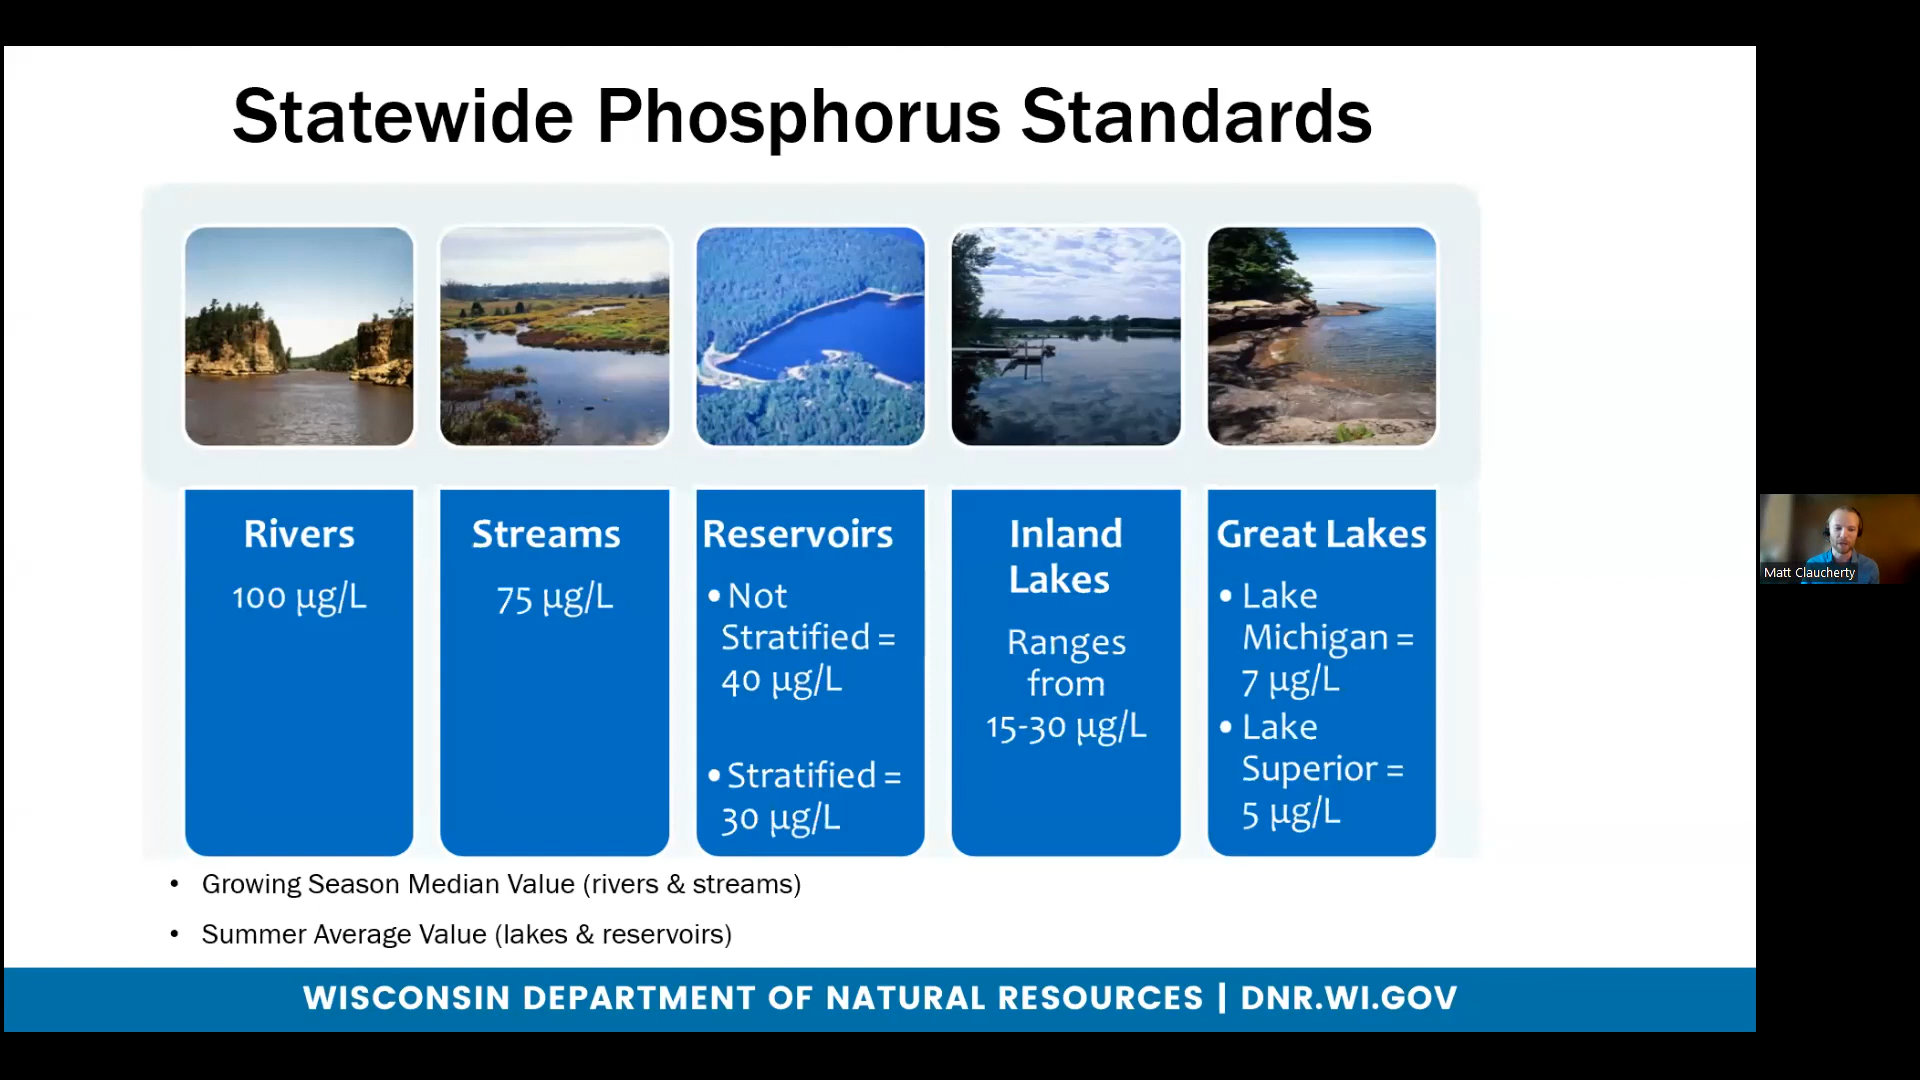 Statewide Phosphorus Standards
Rivers
100 µg/L
Streams
75 µg/L
Reservoirs
• Not
Stratified =
40 µg/L
• Stratified =
30 µg/L
Inland
Lakes
Ranges
from
15-30 µg/L
Great Lakes
• Lake
Michigan =
7 µg/L
• Lake
Superior =
5 µg/L
• Growing Season Median Value (rivers & streams)
• Summer Average Value (lakes & reservoirs)
WISCONSIN DEPARTMENT OF NATURAL RESOURCES | DNR.WI.GOV
Matt Claucherty